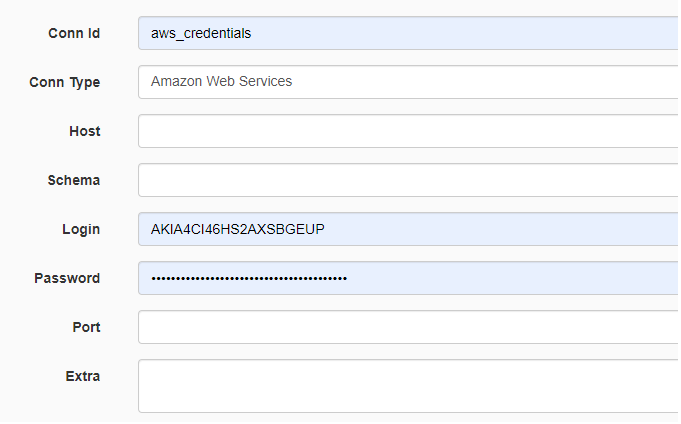 Conn Id aws_credentials
Conn Type Amazon Web Services
Host
Schema
Login AKIA4CI46HS2AXSBGEUP
Password ••••••••••••••••••••••••••••••••••••••••
Port
Extra